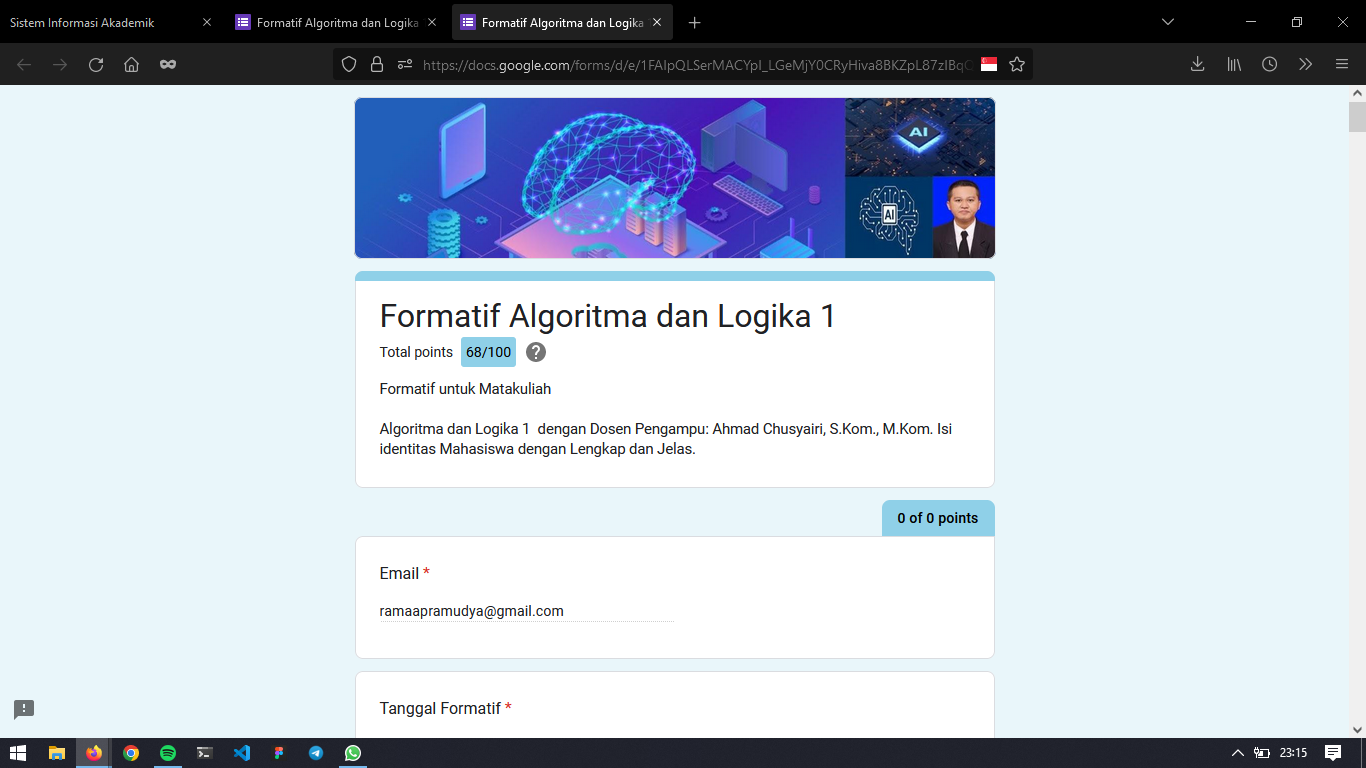 Sistem Informasi Akademik
Formatif Algoritma dan Logika
Formatif Algoritma dan Logika
https://docs.google.com/forms/d/e/1FAIpQLSerMACYpI_LGeMjY0CRyHiva8BKZpL87zIBqC
AI
AI
Formatif Algoritma dan Logika 1
Total points 68/100
Formatif untuk Matakuliah
Algoritma dan Logika 1 dengan Dosen Pengampu: Ahmad Chusyairi, S.Kom., M.Kom. Isi
identitas Mahasiswa dengan Lengkap dan Jelas.
0 of 0 points
Email *
ramaapramudya@gmail.com
Tanggal Formatif *
23:15